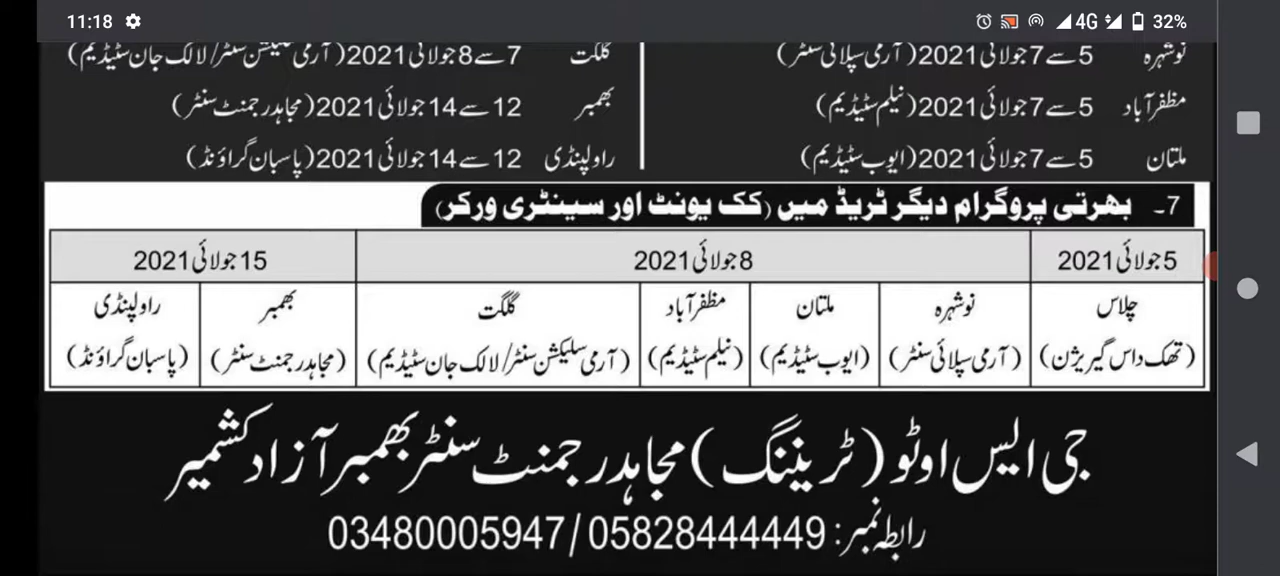 11:18 4G 32%
نوشہرہ 5 سے 7 جولائی 2021 (آرمی سپلائی سنٹر) گلگت 7 سے 8 جولائی 2021 (آرمی سلیکشن سنٹر/لالک جان سٹیڈیم)
مظفر آباد 5 سے 7 جولائی 2021 (نیلم سٹیڈیم) بھمبر 12 سے 14 جولائی 2021 (مجاہد رجمنٹ سنٹر)
ملتان 5 سے 7 جولائی 2021 (ایوب سٹیڈیم) راولپنڈی 12 سے 14 جولائی 2021 (پاسبان گراؤنڈ)
7۔ بھرتی پروگرام دیگر ٹریڈ میں (کک یونٹ اور سینٹری ورکر)
5 جولائی 2021 8 جولائی 2021 15 جولائی 2021
چلاس نوشہرہ ملتان مظفر آباد گلگت بھمبر راولپنڈی
(تھک داس گیریژن) (آرمی سپلائی سنٹر) (ایوب سٹیڈیم) (نیلم سٹیڈیم) (آرمی سلیکشن سنٹر/لالک جان سٹیڈیم) (مجاہد رجمنٹ سنٹر) (پاسبان گراؤنڈ)
جی ایس او ٹو (ٹریننگ) مجاہد رجمنٹ سنٹر بھمبر آزاد کشمیر
رابطہ نمبر: 05828444449 / 03480005947